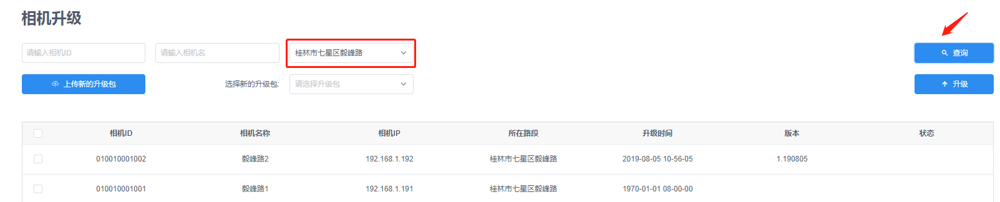 相机升级
请输入相机ID 请输入相机名 桂林市七星区毅峰路 查询
上传新的升级包 选择新的升级包: 请选择升级包 升级
相机ID 相机名称 相机IP 所在路段 升级时间 版本 状态
010010001002 毅峰路2 192.168.1.192 桂林市七星区毅峰路 2019-08-05 10-56-05 1.190805
010010001001 毅峰路1 192.168.1.191 桂林市七星区毅峰路 1970-01-01 08-00-00